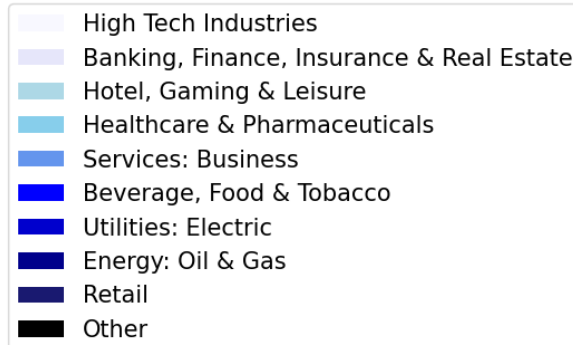 High Tech Industries
Banking, Finance, Insurance & Real Estate
Hotel, Gaming & Leisure
Healthcare & Pharmaceuticals
Services: Business
Beverage, Food & Tobacco
Utilities: Electric
Energy: Oil & Gas
Retail
Other